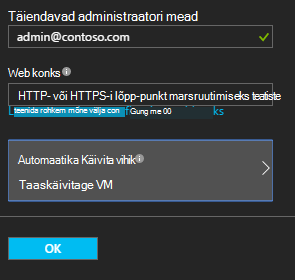 Täiendavad administraatori mead
admin@contoso.com
Web konks
HTTP- või HTTPS-i lõpp-punkt marsruutimiseks teatiste
teenida rohkem mõne välja con Gung me 00 ks
Automaatika Käivita vihik
Taaskäivitage VM
OK